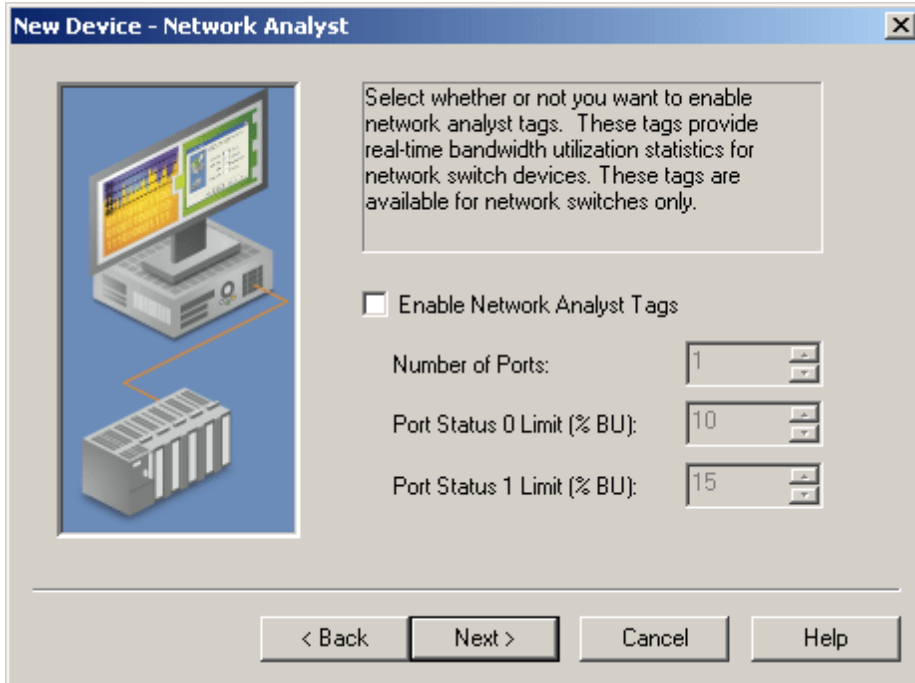 New Device - Network Analyst
Select whether or not you want to enable
network analyst tags.  These tags provide
real-time bandwidth utilization statistics for
network switch devices. These tags are
available for network switches only.
Enable Network Analyst Tags
Number of Ports: 1
Port Status 0 Limit (% BU): 10
Port Status 1 Limit (% BU): 15
< Back Next > Cancel Help